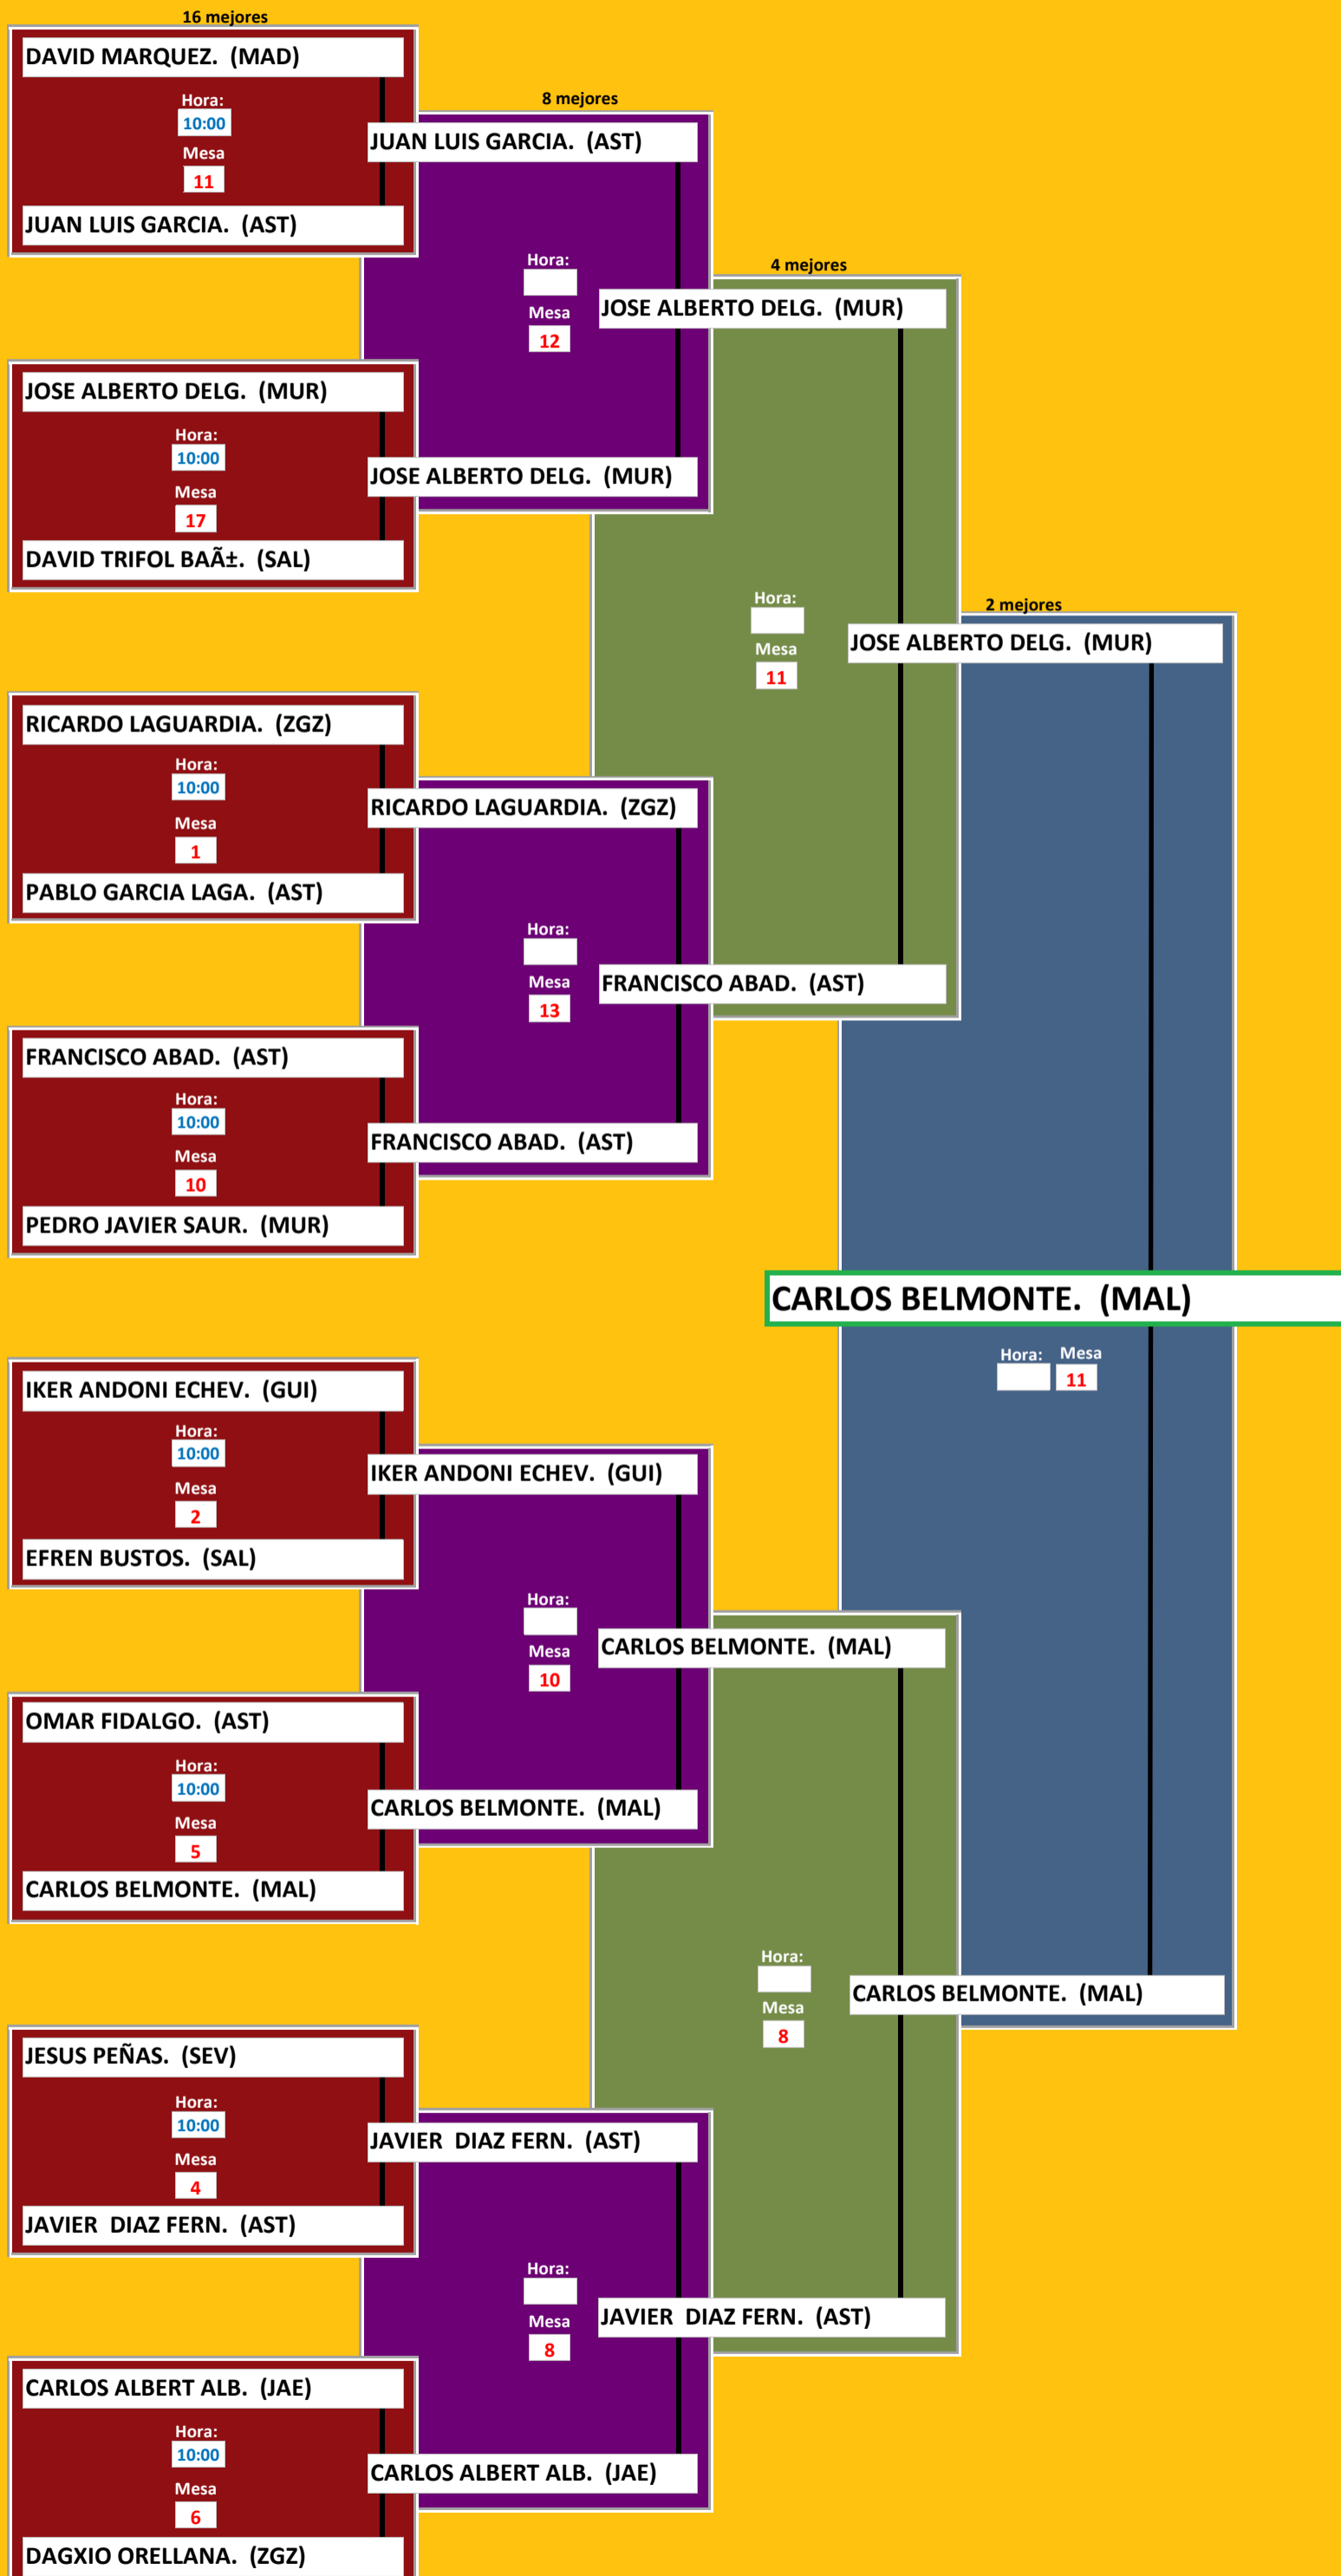 16 mejores
DAVID MARQUEZ. (MAD)
Hora:
10:00
Mesa
11
JUAN LUIS GARCIA. (AST)
JOSE ALBERTO DELG. (MUR)
Hora:
10:00
Mesa
17
DAVID TRIFOL BAÃ±. (SAL)
RICARDO LAGUARDIA. (ZGZ)
Hora:
10:00
Mesa
1
PABLO GARCIA LAGA. (AST)
FRANCISCO ABAD. (AST)
Hora:
10:00
Mesa
10
PEDRO JAVIER SAUR. (MUR)
IKER ANDONI ECHEV. (GUI)
Hora:
10:00
Mesa
2
EFREN BUSTOS. (SAL)
OMAR FIDALGO. (AST)
Hora:
10:00
Mesa
5
CARLOS BELMONTE. (MAL)
JESUS PEÑAS. (SEV)
Hora:
10:00
Mesa
4
JAVIER DIAZ FERN. (AST)
CARLOS ALBERT ALB. (JAE)
Hora:
10:00
Mesa
6
DAGXIO ORELLANA. (ZGZ)
8 mejores
JUAN LUIS GARCIA. (AST)
Hora:
Mesa
12
JOSE ALBERTO DELG. (MUR)
RICARDO LAGUARDIA. (ZGZ)
Hora:
Mesa
13
FRANCISCO ABAD. (AST)
IKER ANDONI ECHEV. (GUI)
Hora:
Mesa
10
CARLOS BELMONTE. (MAL)
JAVIER DIAZ FERN. (AST)
Hora:
Mesa
8
CARLOS ALBERT ALB. (JAE)
4 mejores
JOSE ALBERTO DELG. (MUR)
Hora:
Mesa
11
FRANCISCO ABAD. (AST)
CARLOS BELMONTE. (MAL)
Hora:
Mesa
8
JAVIER DIAZ FERN. (AST)
2 mejores
JOSE ALBERTO DELG. (MUR)
CARLOS BELMONTE. (MAL)
Hora: Mesa
11
CARLOS BELMONTE. (MAL)